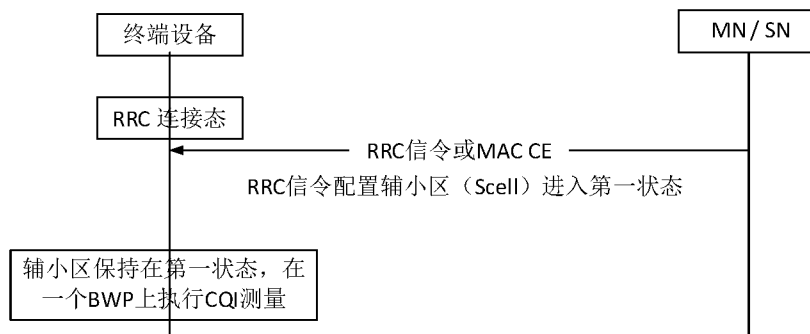 终端设备
MN / SN
RRC 连接态
RRC信令或MAC CE
RRC信令配置辅小区（Scell）进入第一状态
辅小区保持在第一状态，在
一个BWP上执行CQI测量